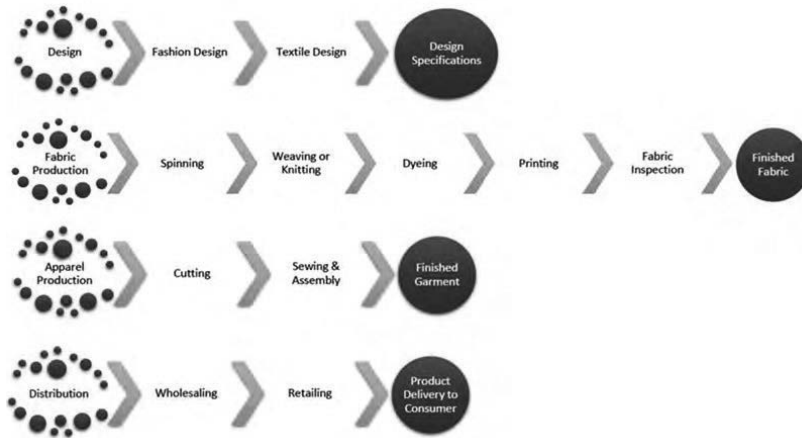 Design
Fashion Design
Textile Design
Design
Specifications
Fabric
Production
Spinning
Weaving or
Knitting
Dyeing
Printing
Fabric
Inspection
Finished
Fabric
Apparel
Production
Cutting
Sewing &
Assembly
Finished
Garment
Distribution
Wholesaling
Retailing
Product
Delivery to
Consumer